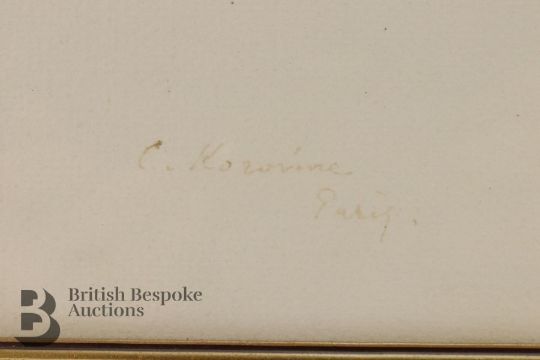 C. Korovine
Paris.
British Bespoke
Auctions